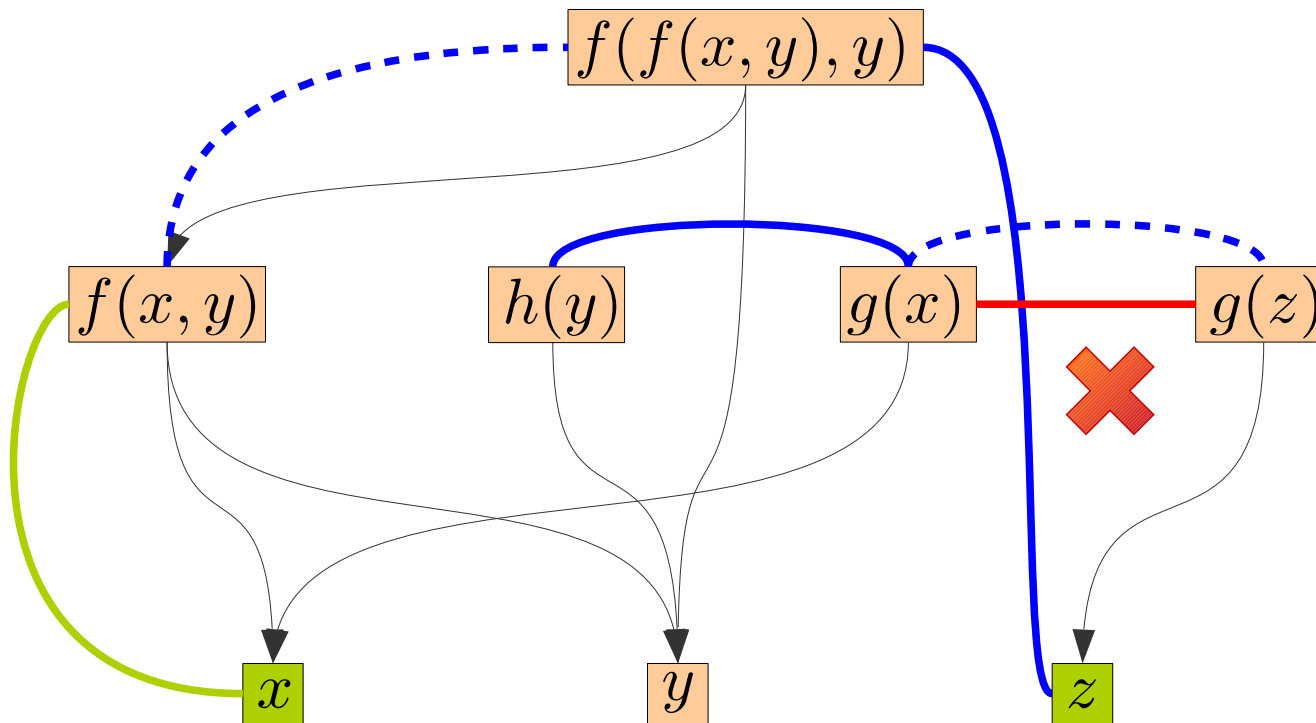 f(f(x, y), y)
f(x, y)
h(y)
g(x)
g(z)
x
y
z